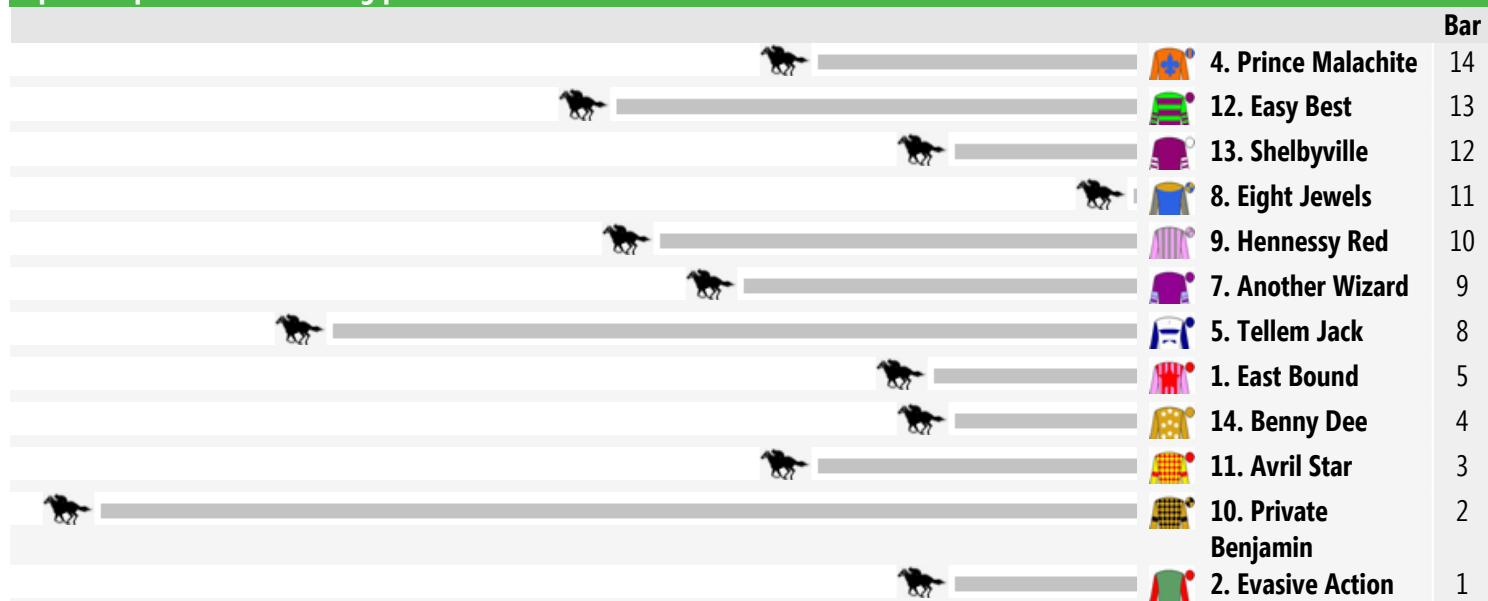 Bar
4. Prince Malachite 14
12. Easy Best 13
13. Shelbyville 12
8. Eight Jewels 11
9. Hennessy Red 10
7. Another Wizard 9
5. Tellem Jack 8
1. East Bound 5
14. Benny Dee 4
11. Avril Star 3
10. Private 2
Benjamin
2. Evasive Action 1